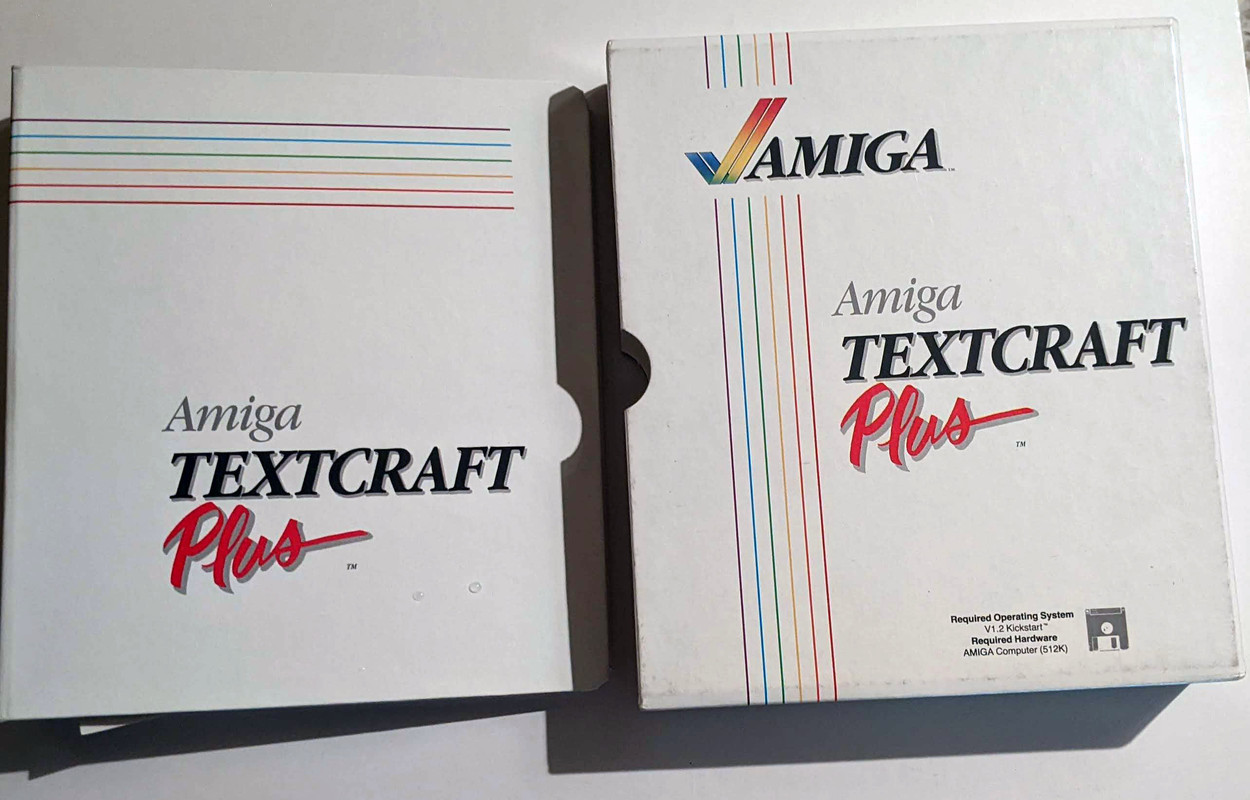 Amiga
TEXTCRAFT
Plus
TM
AMIGA
TM
Amiga
TEXTCRAFT
Plus
TM
Required Operating System
V1.2 Kickstart™
Required Hardware
AMIGA Computer (512K)